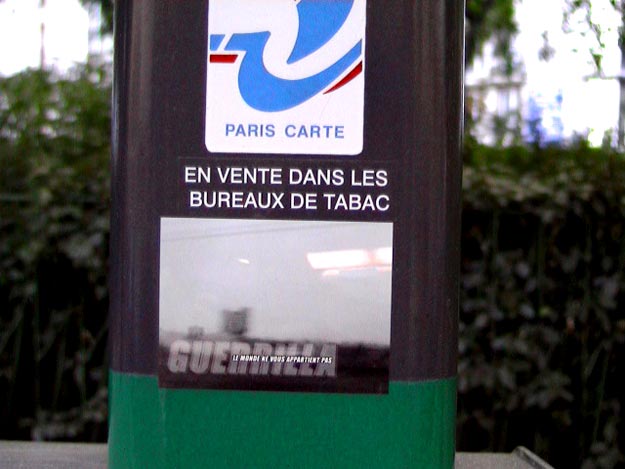 PARIS CARTE
EN VENTE DANS LES
BUREAUX DE TABAC
GUERRILLA
LE MONDE NE VOUS APPARTIENT PAS